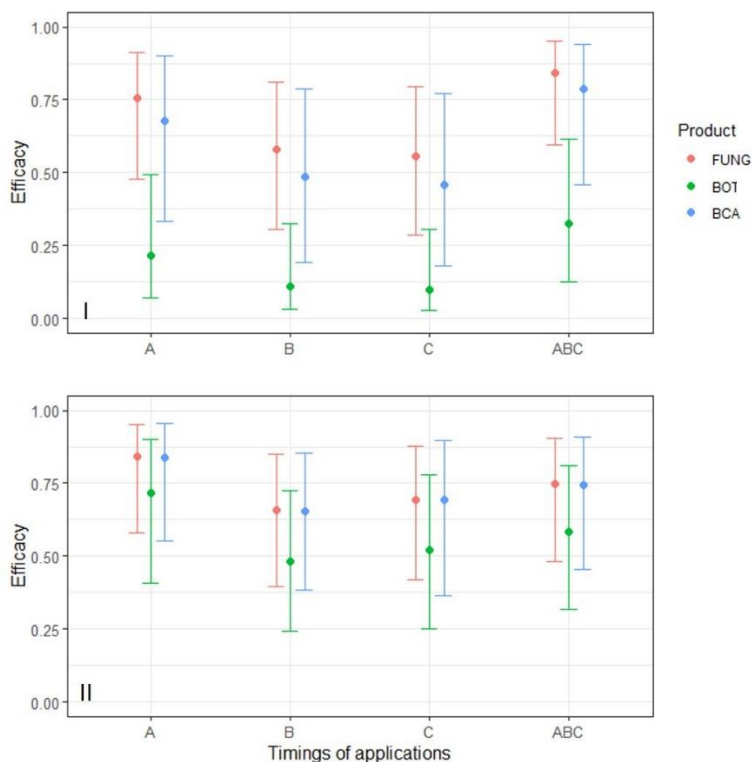 1.00
0.75
0.50
0.25
0.00
Efficacy
I
A B C ABC
Product
FUNG
BOT
BCA
1.00
0.75
0.50
0.25
0.00
Efficacy
II
A B C ABC
Timings of applications